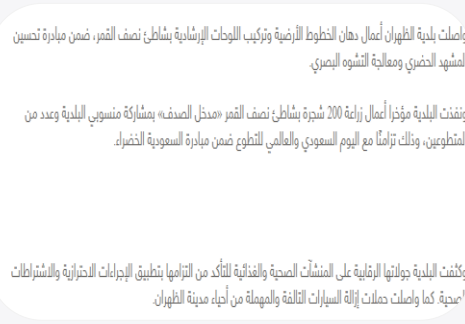 واصلت بلدية الظهران أعمال دهان الخطوط الأرضية وتركيب اللوحات الإرشادية بشاطئ نصف القمر، ضمن مبادرة تحسين
المشهد الحضري ومعالجة التشوه البصري.
ونفذت البلدية مؤخرا أعمال زراعة 200 شجرة بشاطئ نصف القمر «مدخل الصدف» بمشاركة منسوبي البلدية وعدد من
المتطوعين، وذلك تزامنًا مع اليوم السعودي والعالمي للتطوع ضمن مبادرة السعودية الخضراء.
وكثفت البلدية جولاتها الرقابية على المنشآت الصحية والغذائية للتأكد من التزامها بتطبيق الإجراءات الاحترازية والاشتراطات
الصحية. كما واصلت حملات إزالة السيارات التالفة والمهملة من أحياء مدينة الظهران.